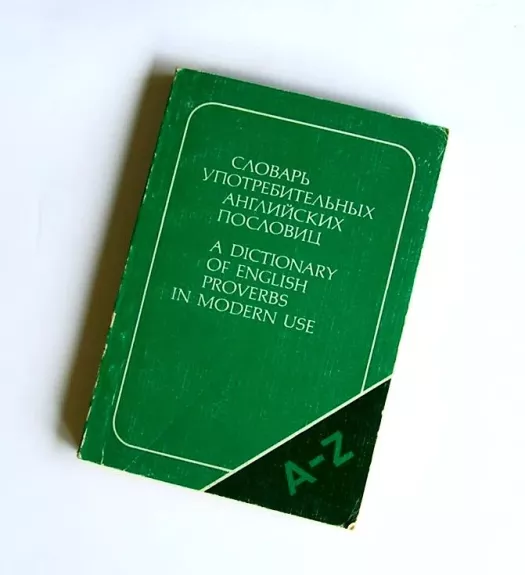 СЛОВАРЬ
УПОТРЕБИТЕЛЬНЫХ
АНГЛИЙСКИХ
ПОСЛОВИЦ
A DICTIONARY
OF ENGLISH
PROVERBS
IN MODERN USE
A-Z